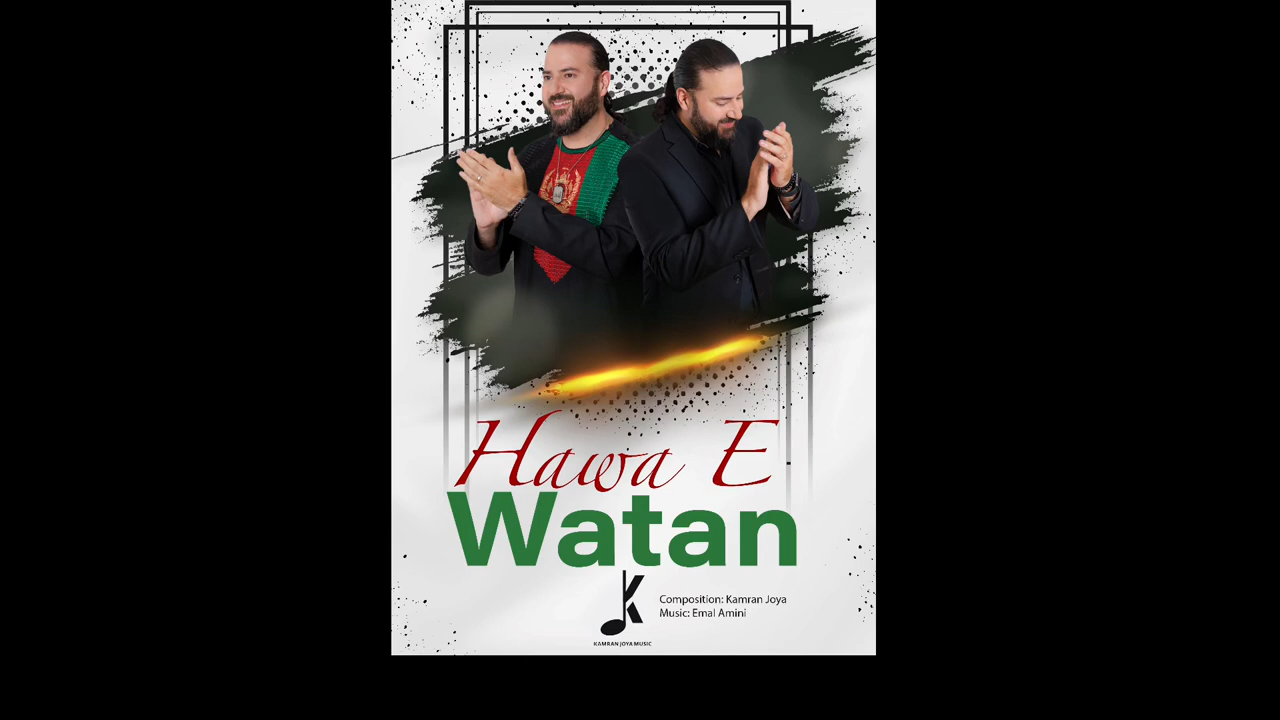 Hawa E
Watan
Composition: Kamran Joya
Music: Emal Amini
KAMRAN JOYA MUSIC